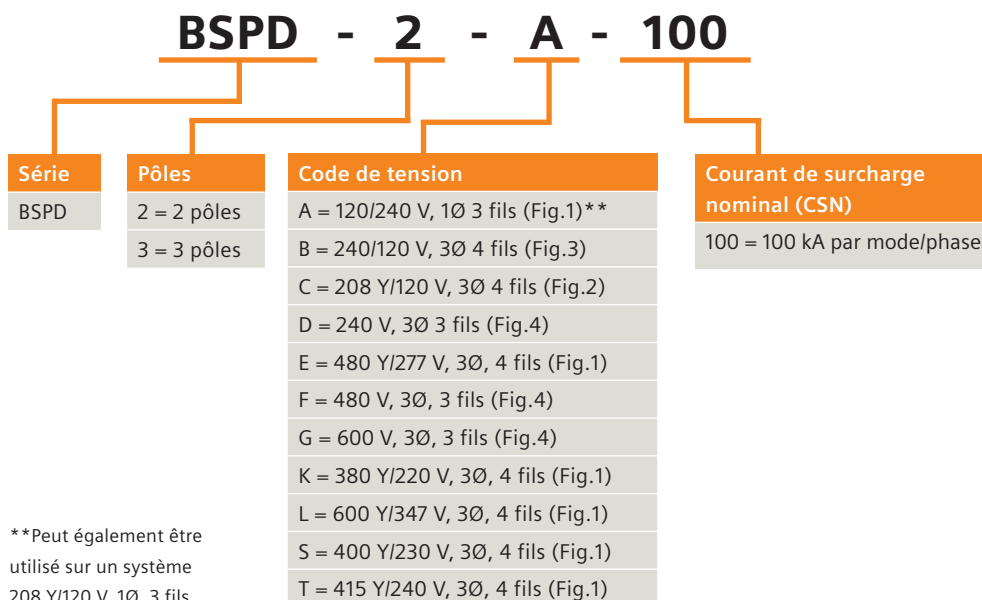 BSPD - 2 - A - 100
Série
BSPD
Pôles
2 = 2 pôles
3 = 3 pôles
Code de tension
A = 120/240 V, 1Ø 3 fils (Fig.1)**
B = 240/120 V, 3Ø 4 fils (Fig.3)
C = 208 Y/120 V, 3Ø 4 fils (Fig.2)
D = 240 V, 3Ø 3 fils (Fig.4)
E = 480 Y/277 V, 3Ø, 4 fils (Fig.1)
F = 480 V, 3Ø, 3 fils (Fig.4)
G = 600 V, 3Ø, 3 fils (Fig.4)
K = 380 Y/220 V, 3Ø, 4 fils (Fig.1)
L = 600 Y/347 V, 3Ø, 4 fils (Fig.1)
S = 400 Y/230 V, 3Ø, 4 fils (Fig.1)
T = 415 Y/240 V, 3Ø, 4 fils (Fig.1)
Courant de surcharge
nominal (CSN)
100 = 100 kA par mode/phase
**Peut également être
utilisé sur un système
208 Y/120 V, 1Ø, 3 fils